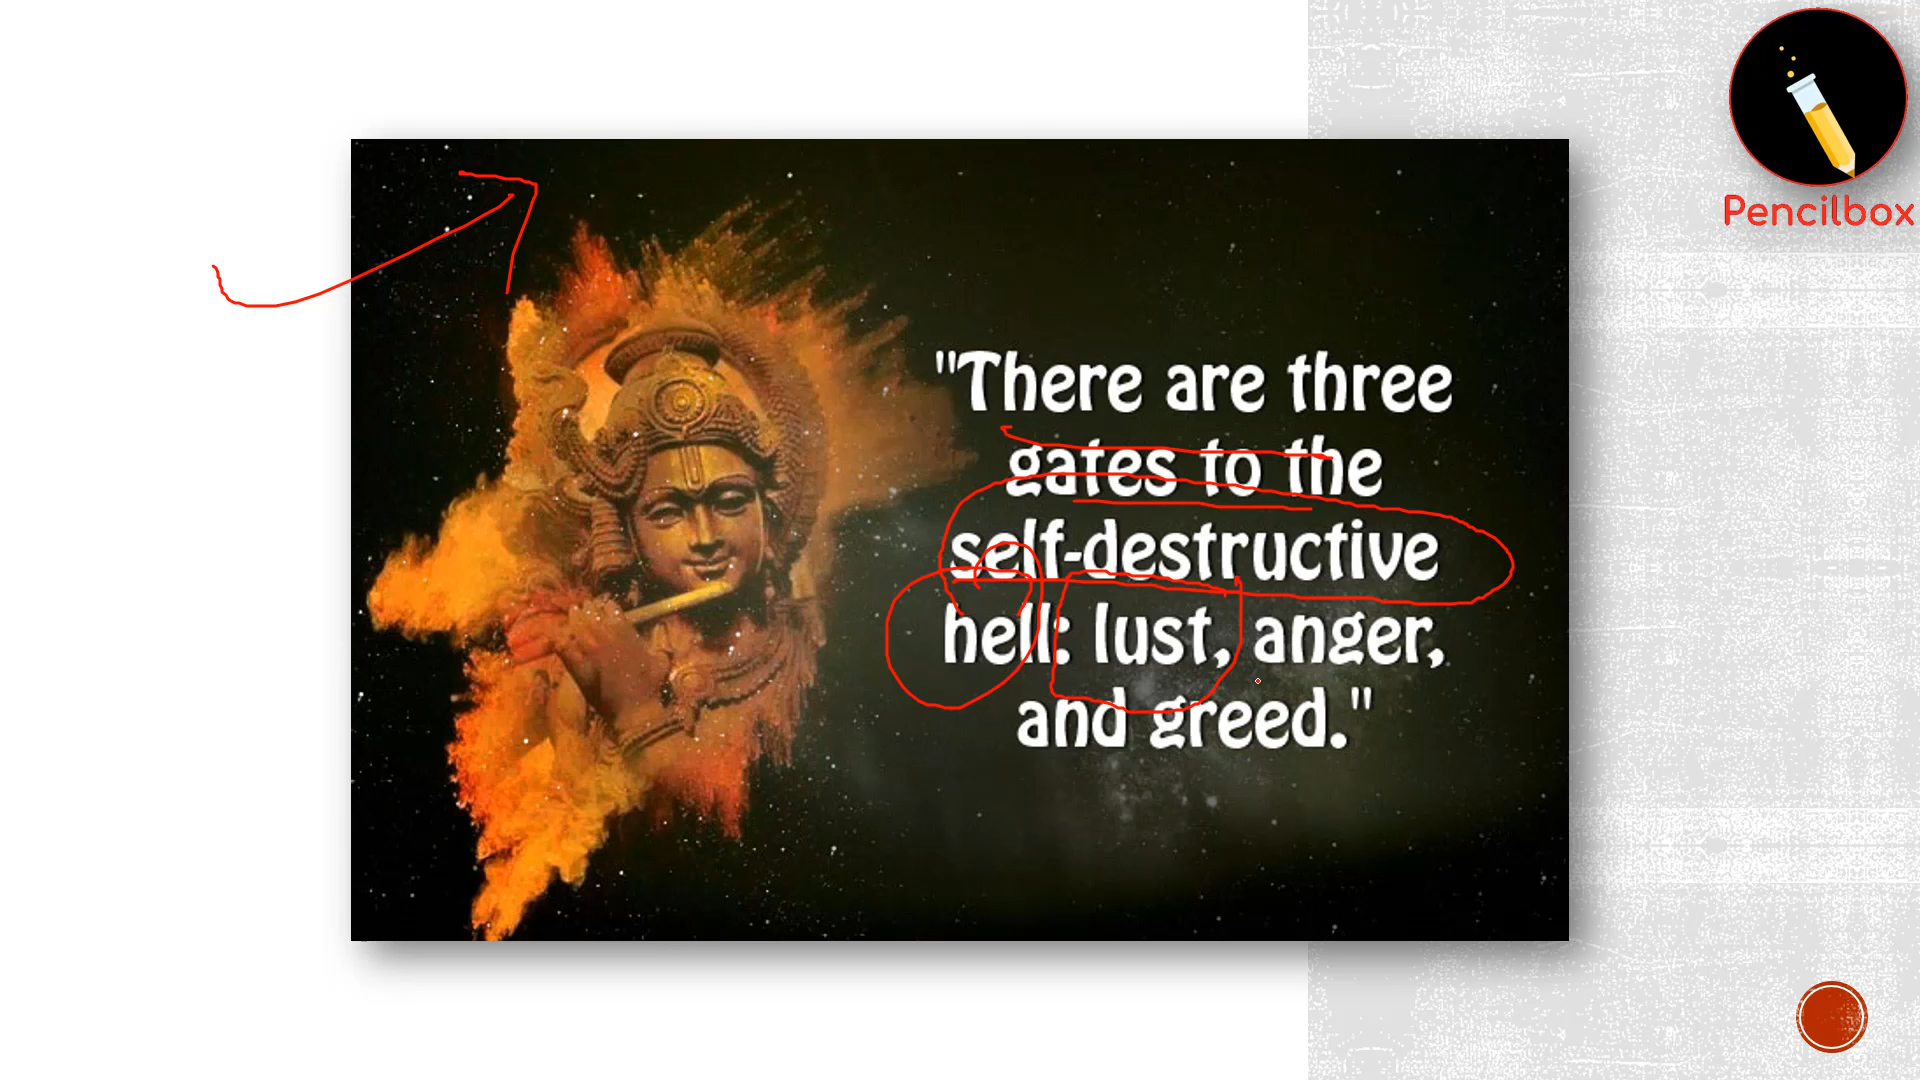 Pencilbox
"There are three
gates to the
self-destructive
hell: lust, anger,
and greed."